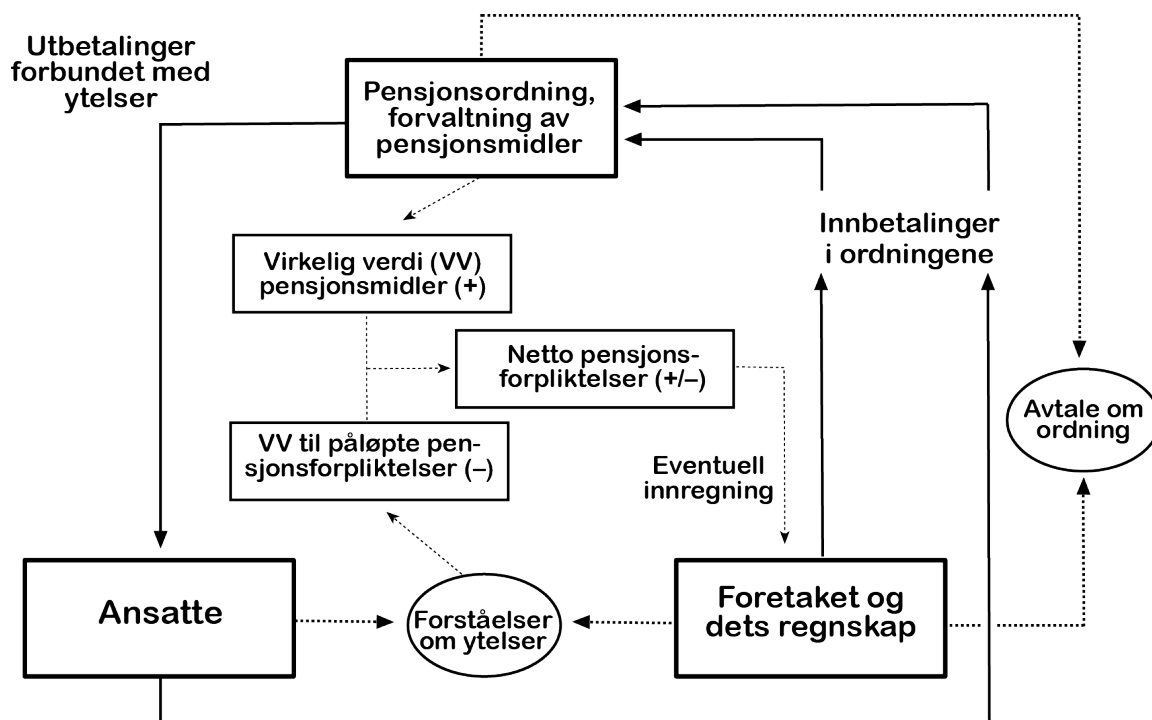 Utbetalinger
forbundet med
ytelser
Pensjonsordning,
forvaltning av
pensjonsmidler
Innbetalinger
i ordningene
Virkelig verdi (VV)
pensjonsmidler (+)
Netto pensjons-
forpliktelser (+/–)
VV til påløpte pen-
sjonsforpliktelser (–)
Avtale om
ordning
Eventuell
innregning
Ansatte
Forståelser
om ytelser
Foretaket og
dets regnskap